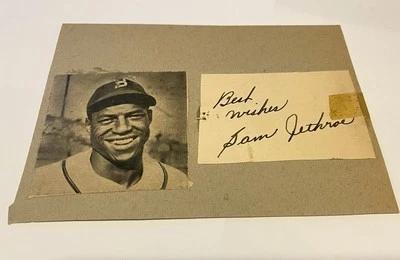 B
Best
wishes
Sam Jethroe